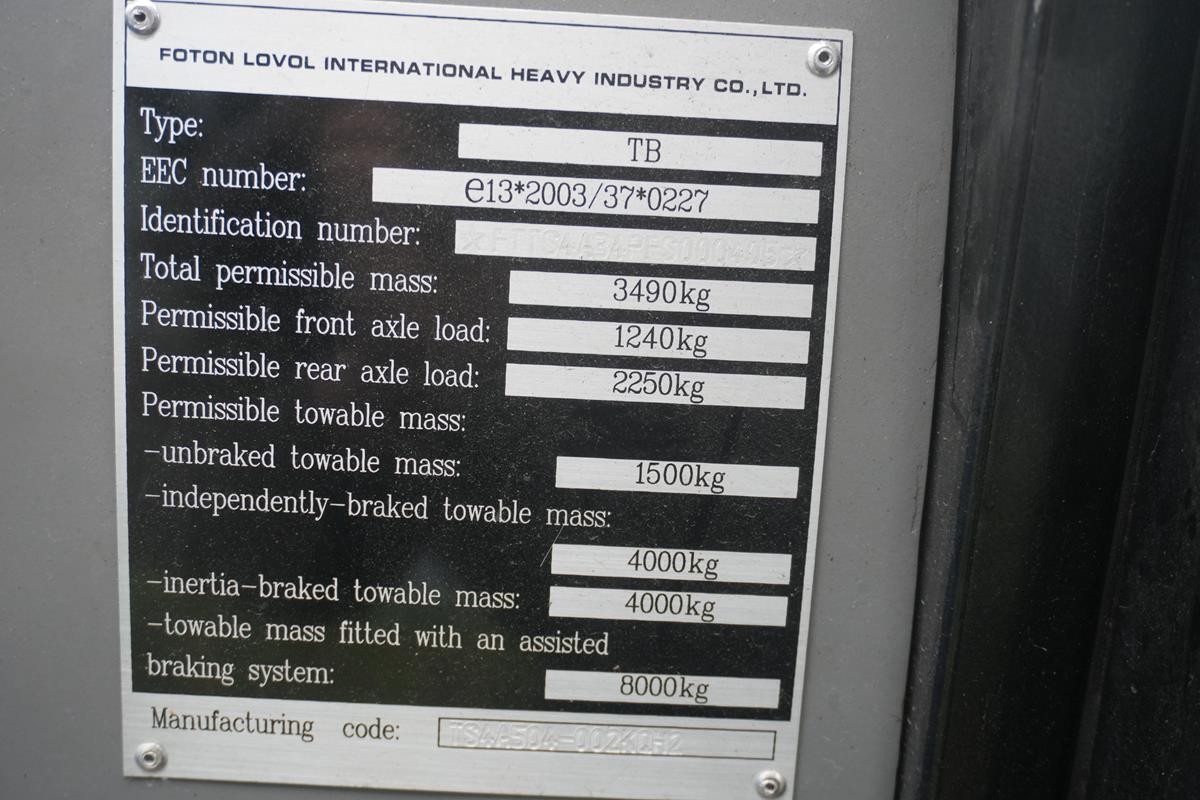 FOTON LOVOL INTERNATIONAL HEAVY INDUSTRY CO.,LTD.
Type: TB
EEC number: e13*2003/37*0227
Identification number:
Total permissible mass: 3490kg
Permissible front axle load: 1240kg
Permissible rear axle load: 2250kg
Permissible towable mass:
-unbraked towable mass: 1500kg
-independently-braked towable mass:
4000kg
-inertia-braked towable mass: 4000kg
-towable mass fitted with an assisted
braking system: 8000kg
Manufacturing code: